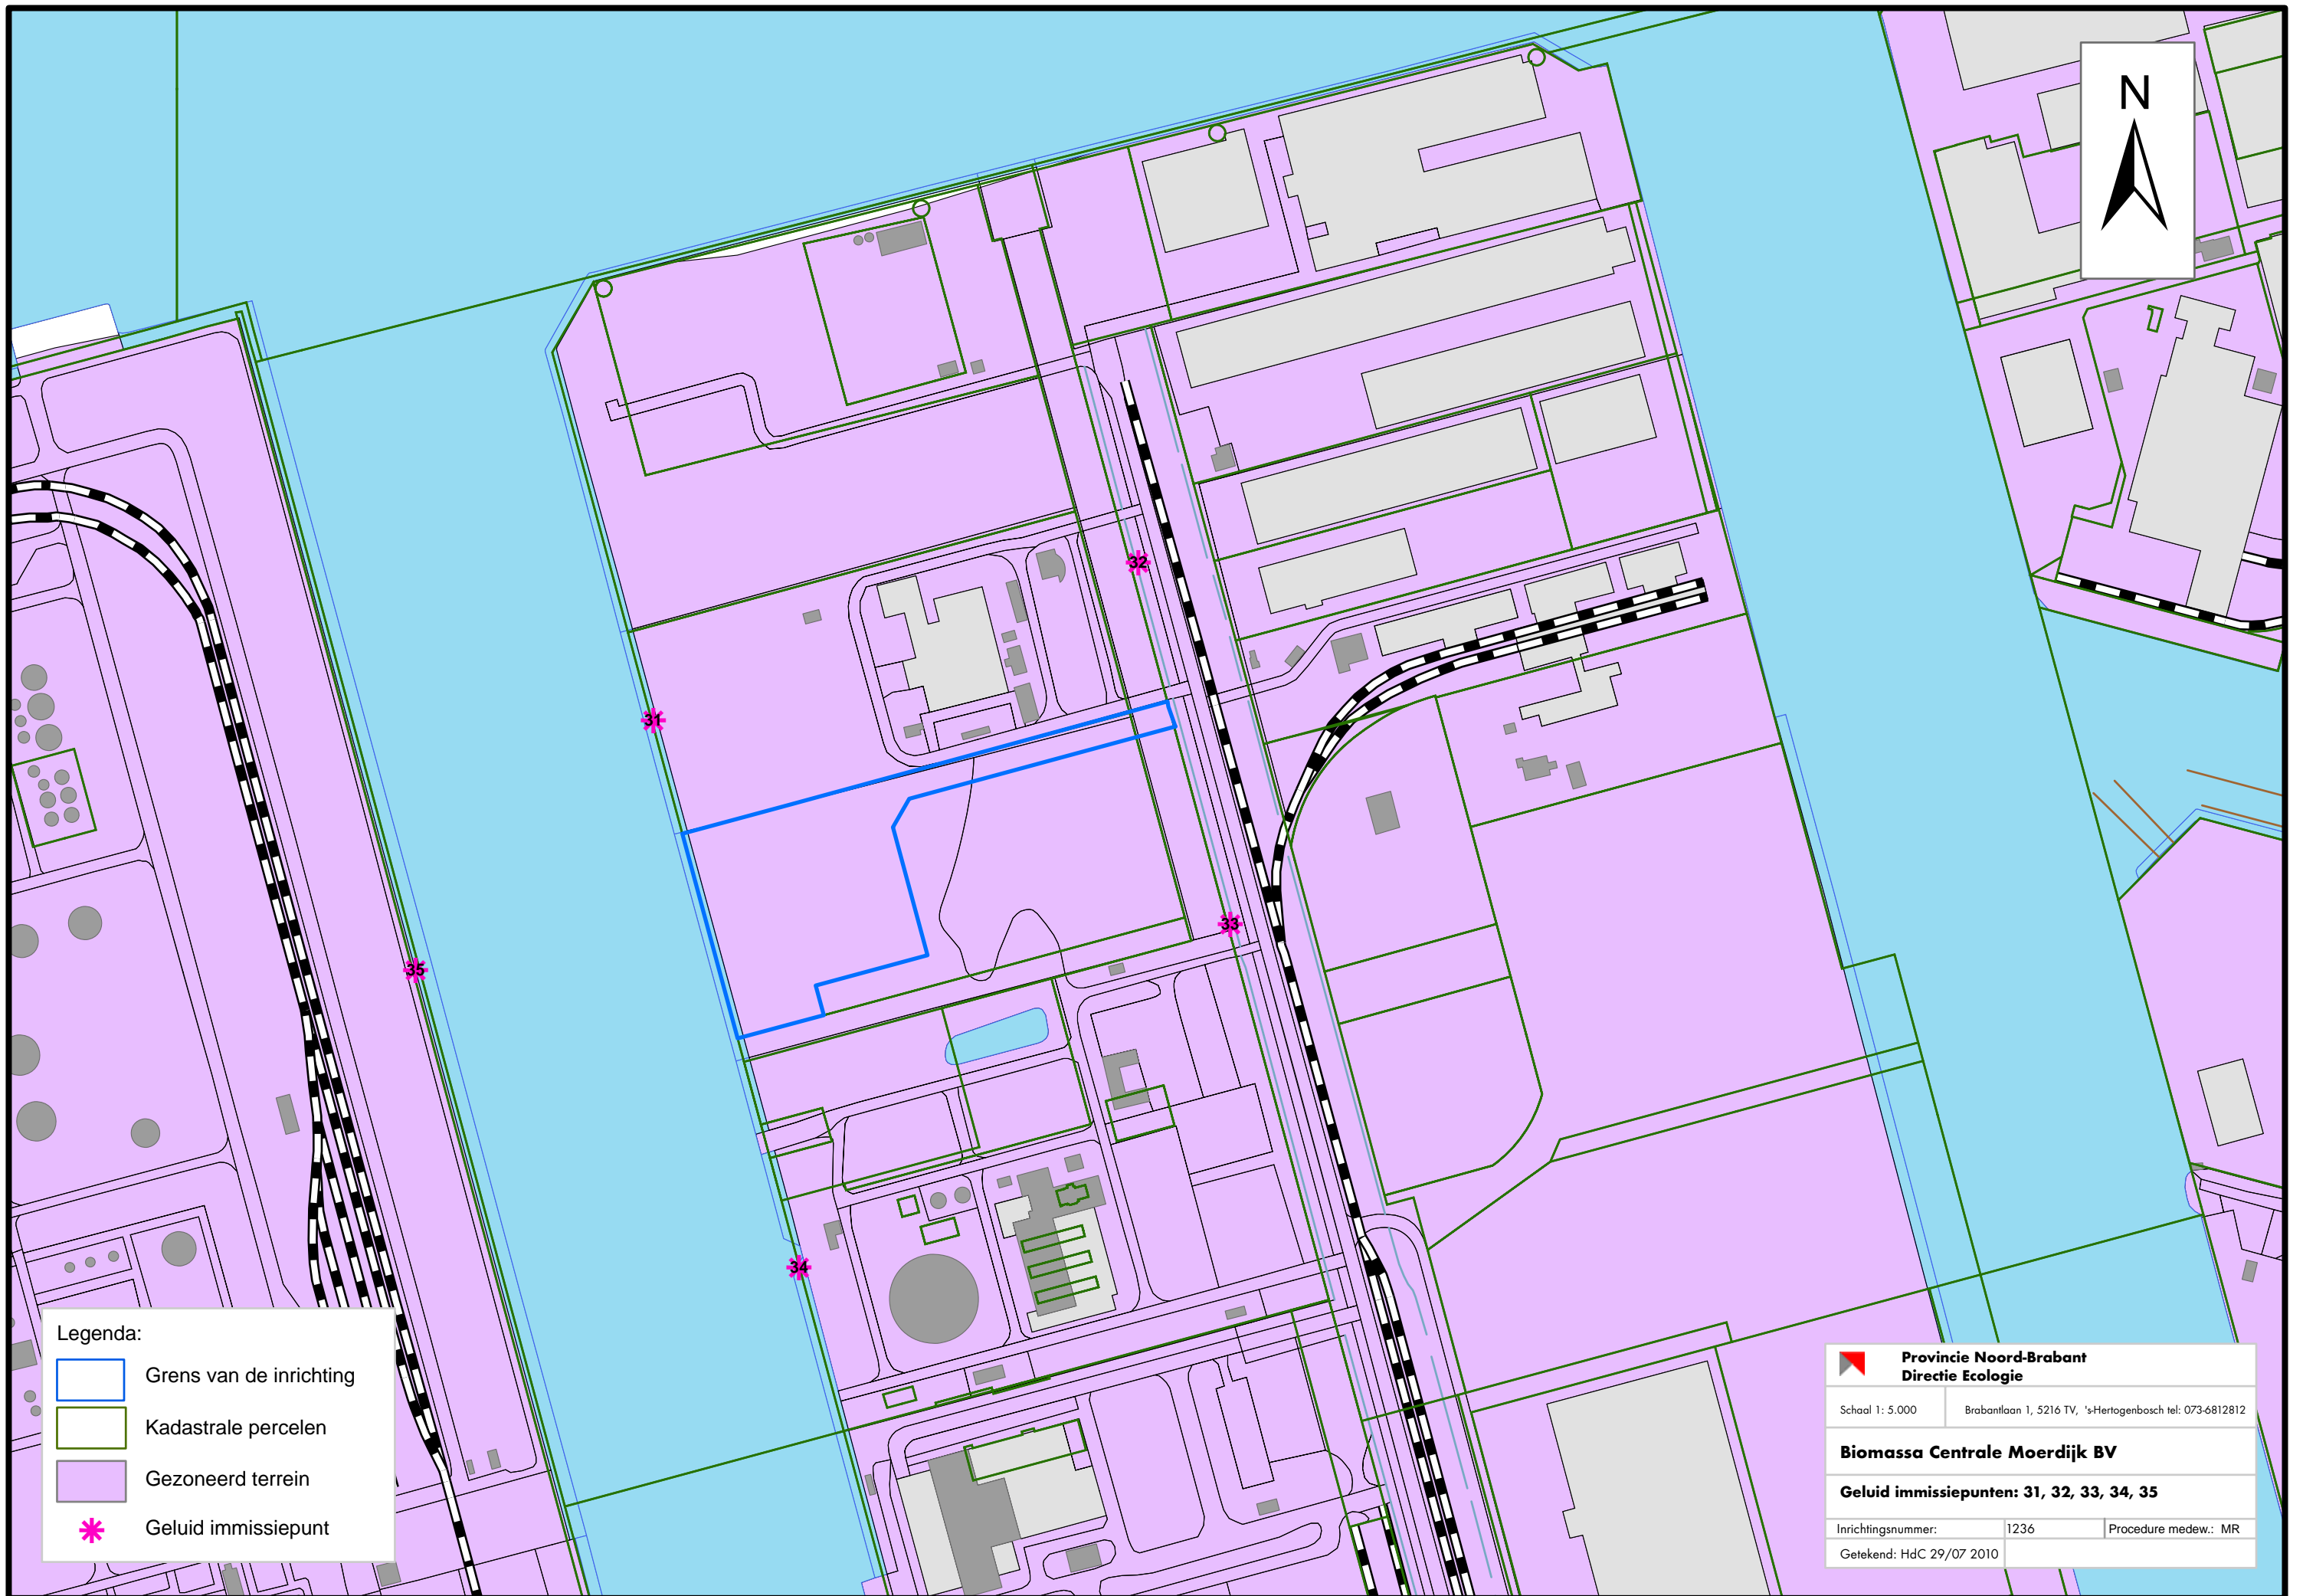 N
32
31
33
35
34
Legenda:
Grens van de inrichting
Kadastrale percelen
Gezoneerd terrein
Geluid immissiepunt
Provincie Noord-Brabant
Directie Ecologie
Schaal 1: 5.000 Brabantlaan 1, 5216 TV, 's-Hertogenbosch tel: 073-6812812
Biomassa Centrale Moerdijk BV
Geluid immissiepunten: 31, 32, 33, 34, 35
Inrichtingsnummer: 1236 Procedure medew.: MR
Getekend: HdC 29/07 2010